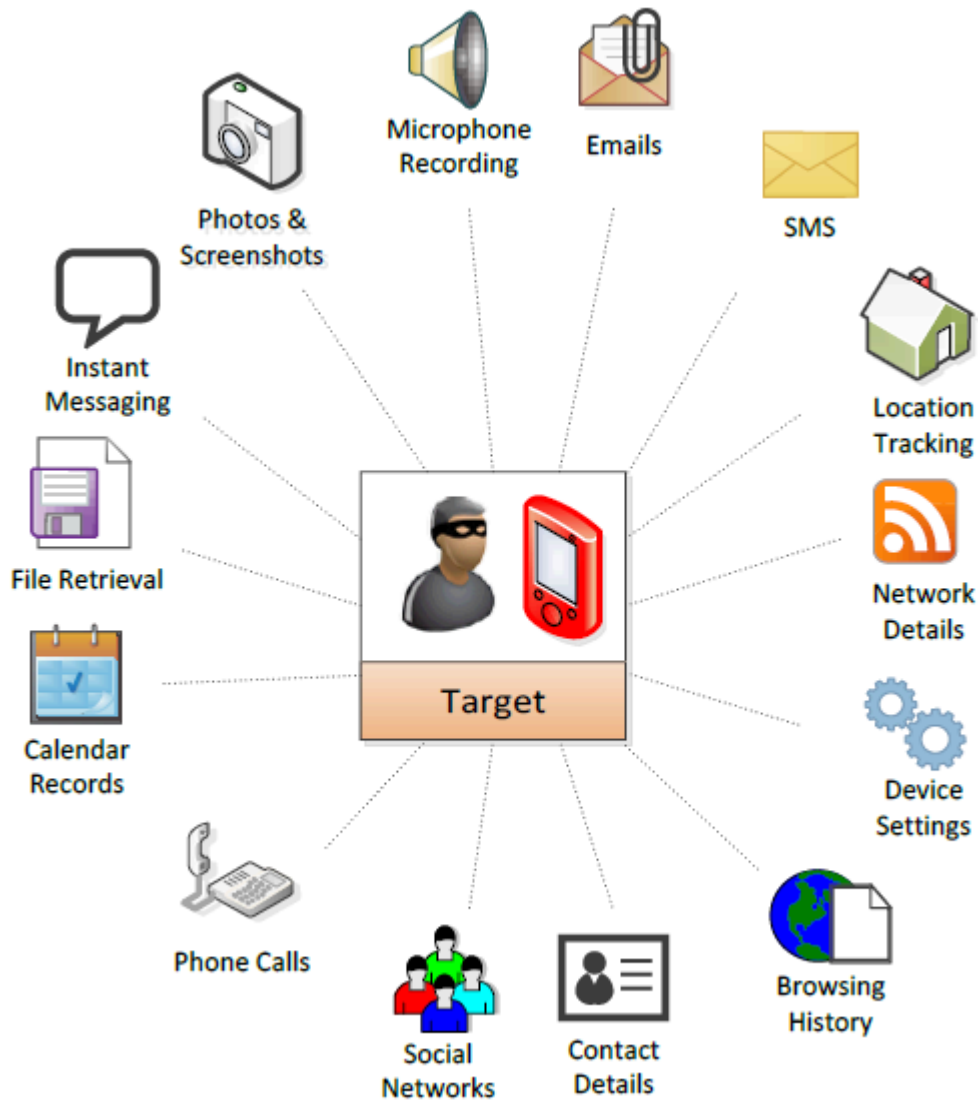 Microphone
Recording
Emails
SMS
Photos &
Screenshots
Location
Tracking
Instant
Messaging
Network
Details
File Retrieval
Target
Device
Settings
Calendar
Records
Phone Calls
Browsing
History
Social
Networks
Contact
Details